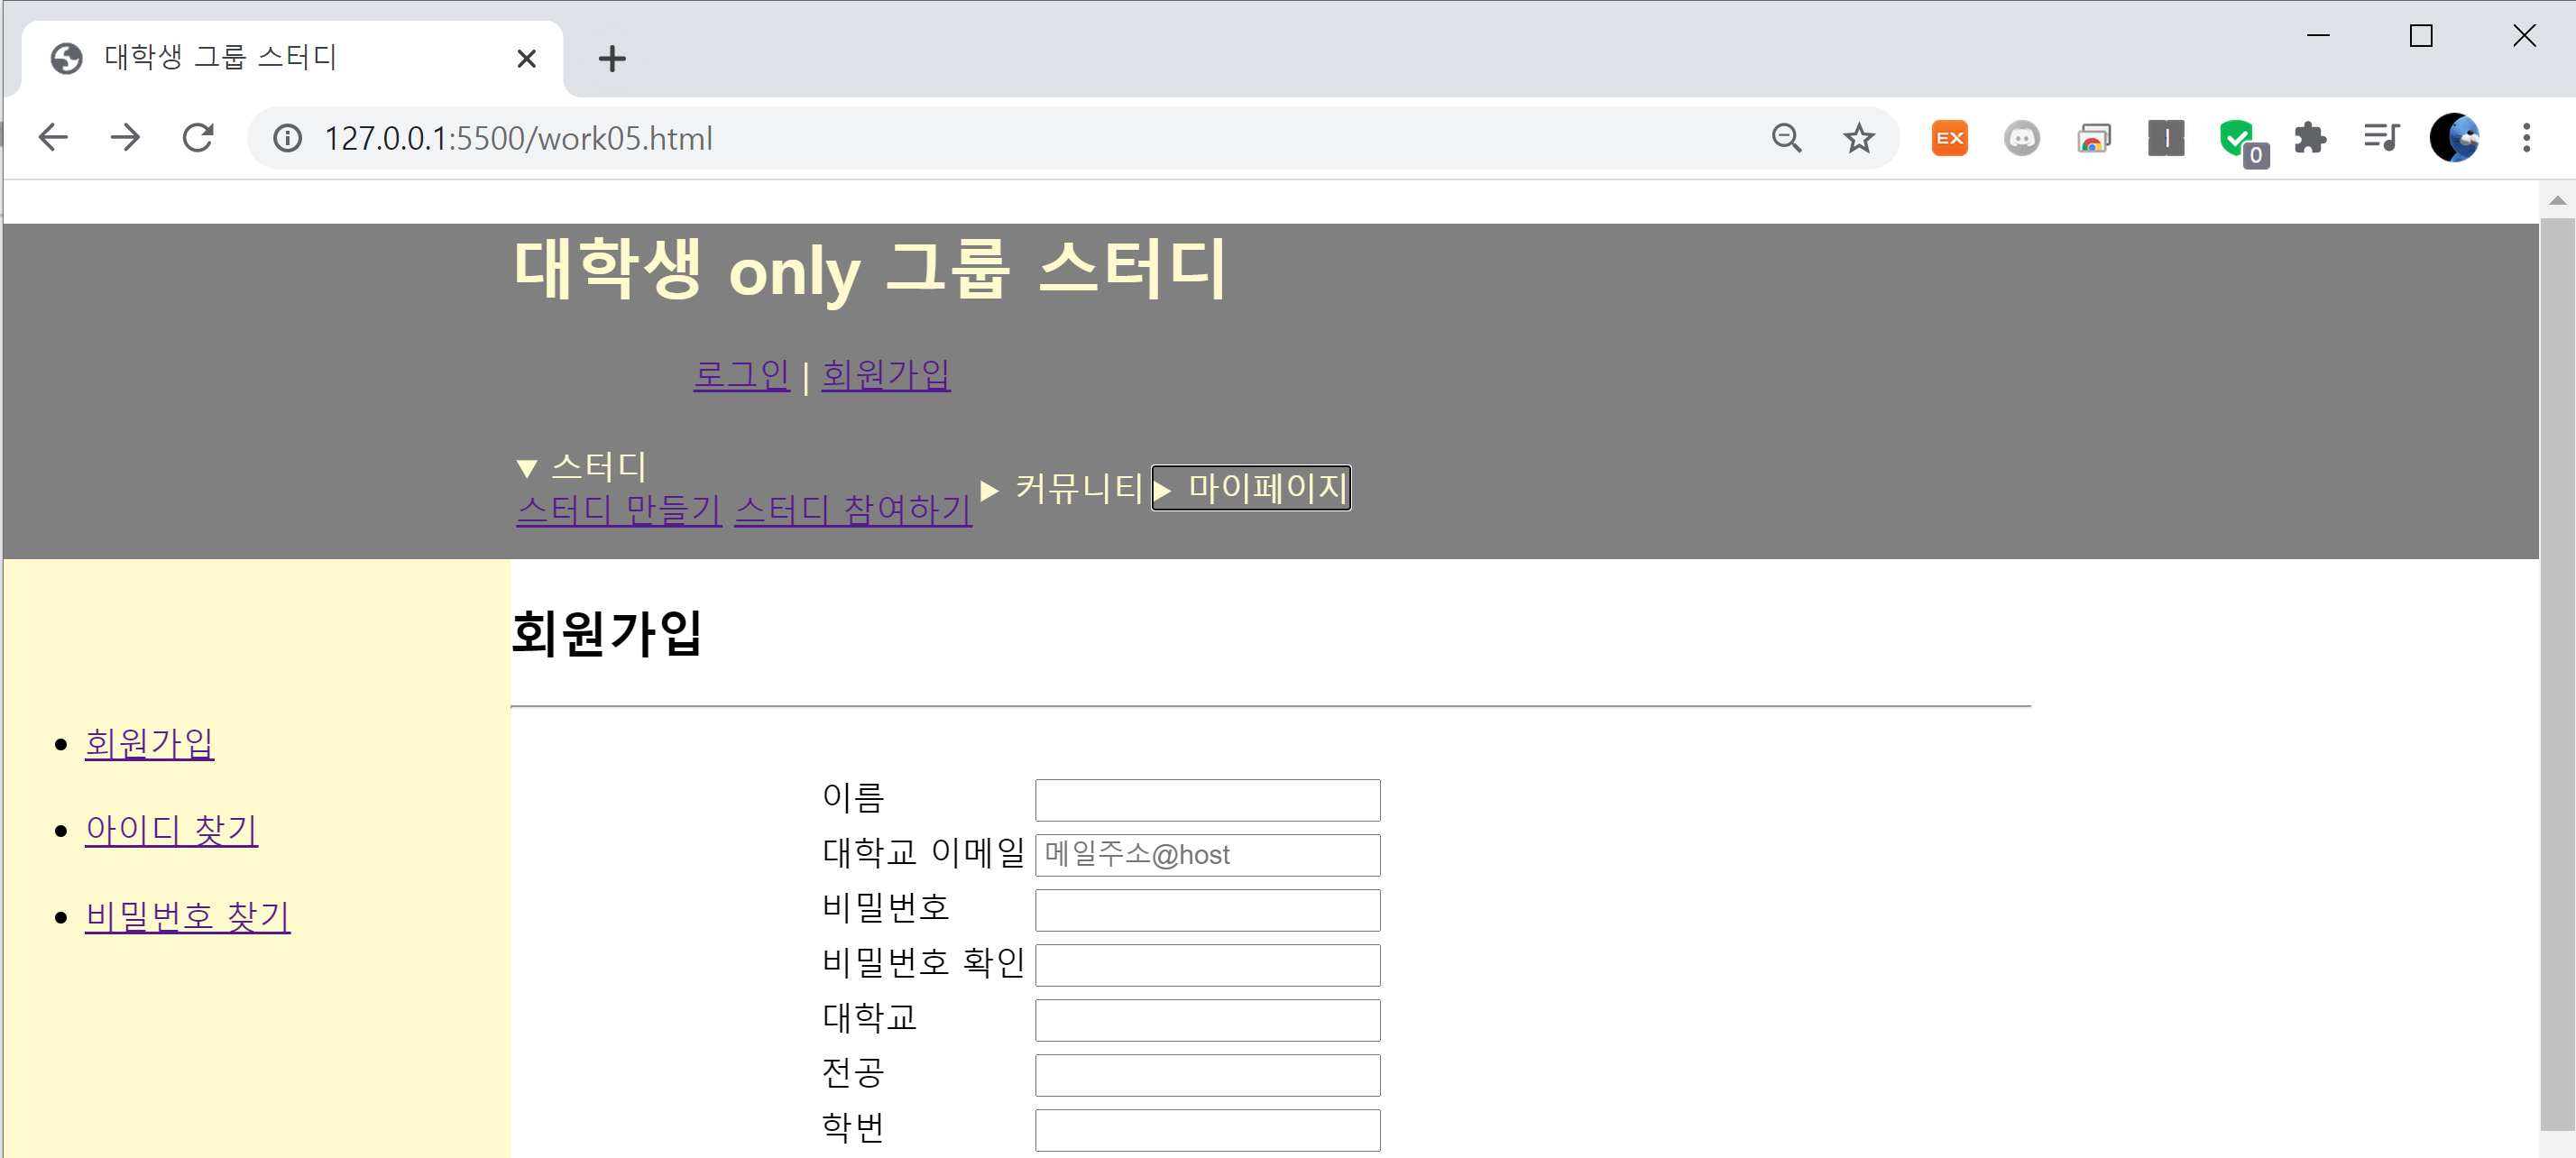 대학생 그룹 스터디
127.0.0.1:5500/work05.html
EX
0
대학생 only 그룹 스터디
로그인 | 회원가입
▼ 스터디
스터디 만들기 스터디 참여하기 ▶ 커뮤니티 ▶ 마이페이지
회원가입
• 회원가입
• 아이디 찾기
• 비밀번호 찾기
이름
대학교 이메일 메일주소@host
비밀번호
비밀번호 확인
대학교
전공
학번